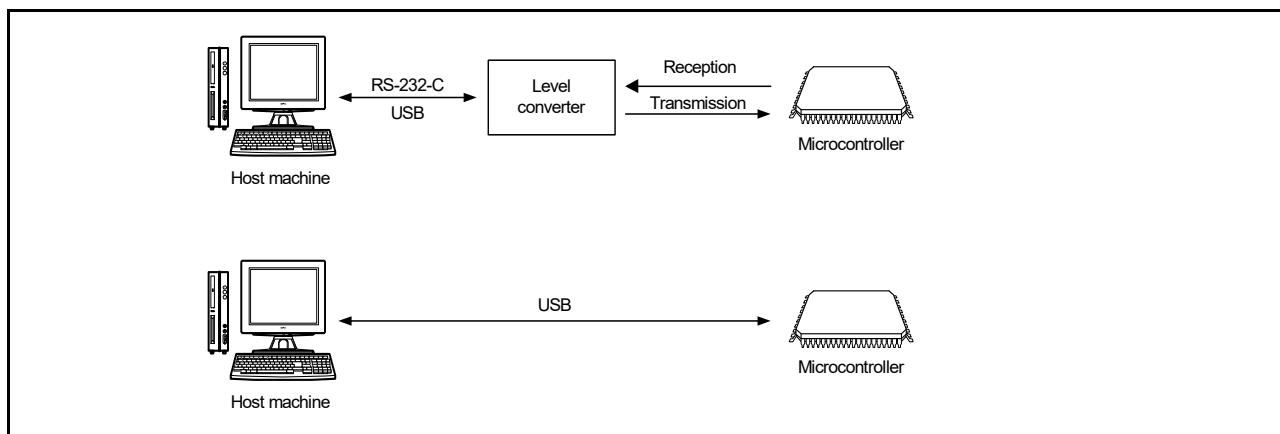 RS-232-C
USB
Level
converter
Reception
Transmission
Microcontroller
Host machine
USB
Microcontroller
Host machine